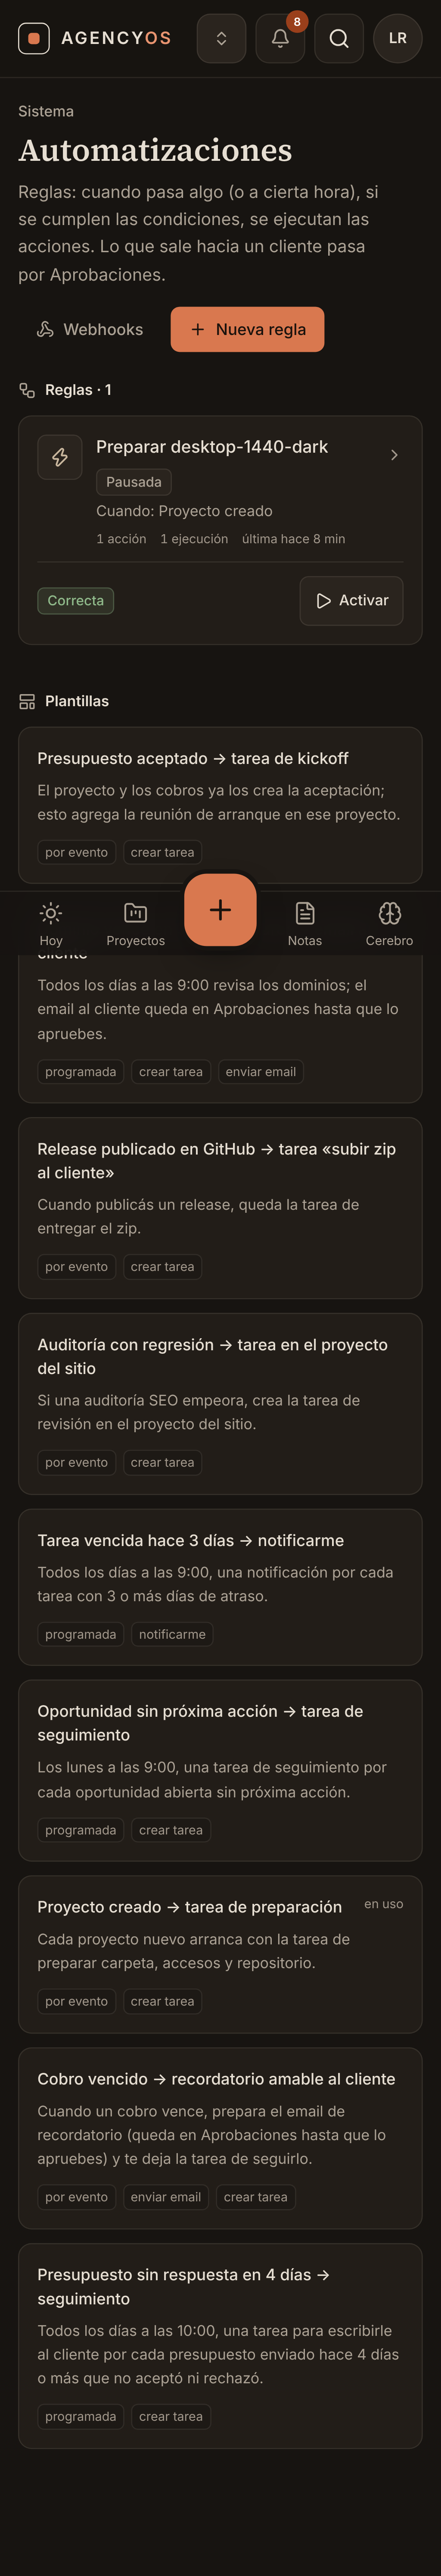 AGENCYOS
8
LR
Sistema
Automatizaciones
Reglas: cuando pasa algo (o a cierta hora), si
se cumplen las condiciones, se ejecutan las
acciones. Lo que sale hacia un cliente pasa
por Aprobaciones.
Webhooks
Nueva regla
Reglas · 1
Preparar desktop-1440-dark
Pausada
Cuando: Proyecto creado
1 acción 1 ejecución última hace 8 min
Correcta
Activar
Plantillas
Presupuesto aceptado → tarea de kickoff
El proyecto y los cobros ya los crea la aceptación;
esto agrega la reunión de arranque en ese proyecto.
por evento crear tarea
Hoy
Proyectos
Notas
Cerebro
cliente
Todos los días a las 9:00 revisa los dominios; el
email al cliente queda en Aprobaciones hasta que lo
apruebes.
programada crear tarea enviar email
Release publicado en GitHub → tarea «subir zip
al cliente»
Cuando publicás un release, queda la tarea de
entregar el zip.
por evento crear tarea
Auditoría con regresión → tarea en el proyecto
del sitio
Si una auditoría SEO empeora, crea la tarea de
revisión en el proyecto del sitio.
por evento crear tarea
Tarea vencida hace 3 días → notificarme
Todos los días a las 9:00, una notificación por cada
tarea con 3 o más días de atraso.
programada notificarme
Oportunidad sin próxima acción → tarea de
seguimiento
Los lunes a las 9:00, una tarea de seguimiento por
cada oportunidad abierta sin próxima acción.
programada crear tarea
Proyecto creado → tarea de preparación en uso
Cada proyecto nuevo arranca con la tarea de
preparar carpeta, accesos y repositorio.
por evento crear tarea
Cobro vencido → recordatorio amable al cliente
Cuando un cobro vence, prepara el email de
recordatorio (queda en Aprobaciones hasta que lo
apruebes) y te deja la tarea de seguirlo.
por evento enviar email crear tarea
Presupuesto sin respuesta en 4 días →
seguimiento
Todos los días a las 10:00, una tarea para escribirle
al cliente por cada presupuesto enviado hace 4 días
o más que no aceptó ni rechazó.
programada crear tarea